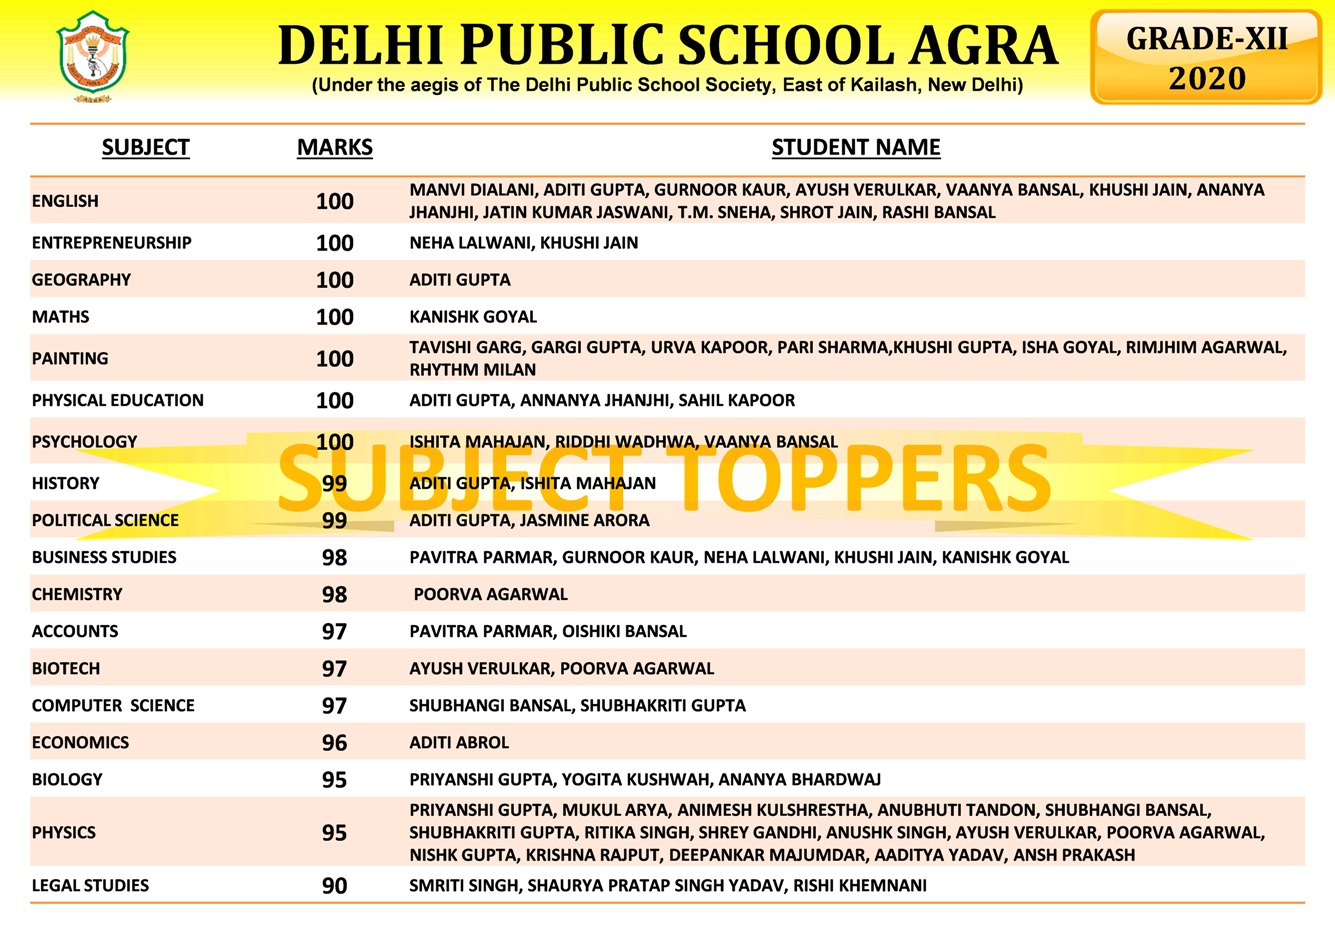 DELHI PUBLIC SCHOOL AGRA
(Under the aegis of The Delhi Public School Society, East of Kailash, New Delhi)
GRADE-XII
2020
SUBJECT MARKS STUDENT NAME
ENGLISH 100 MANVI DIALANI, ADITI GUPTA, GURNOOR KAUR, AYUSH VERULKAR, VAANYA BANSAL, KHUSHI JAIN, ANANYA
JHANJHI, JATIN KUMAR JASWANI, T.M. SNEHA, SHROT JAIN, RASHI BANSAL
ENTREPRENEURSHIP 100 NEHA LALWANI, KHUSHI JAIN
GEOGRAPHY 100 ADITI GUPTA
MATHS 100 KANISHK GOYAL
PAINTING 100 TAVISHI GARG, GARGI GUPTA, URVA KAPOOR, PARI SHARMA,KHUSHI GUPTA, ISHA GOYAL, RIMJHIM AGARWAL,
RHYTHM MILAN
PHYSICAL EDUCATION 100 ADITI GUPTA, ANNANYA JHANJHI, SAHIL KAPOOR
PSYCHOLOGY 100 ISHITA MAHAJAN, RIDDHI WADHWA, VAANYA BANSAL
SUBJECT TOPPERS
HISTORY 99 ADITI GUPTA, ISHITA MAHAJAN
POLITICAL SCIENCE 99 ADITI GUPTA, JASMINE ARORA
BUSINESS STUDIES 98 PAVITRA PARMAR, GURNOOR KAUR, NEHA LALWANI, KHUSHI JAIN, KANISHK GOYAL
CHEMISTRY 98 POORVA AGARWAL
ACCOUNTS 97 PAVITRA PARMAR, OISHIKI BANSAL
BIOTECH 97 AYUSH VERULKAR, POORVA AGARWAL
COMPUTER SCIENCE 97 SHUBHANGI BANSAL, SHUBHAKRITI GUPTA
ECONOMICS 96 ADITI ABROL
BIOLOGY 95 PRIYANSHI GUPTA, YOGITA KUSHWAH, ANANYA BHARDWAJ
PHYSICS 95 PRIYANSHI GUPTA, MUKUL ARYA, ANIMESH KULSHRESTHA, ANUBHUTI TANDON, SHUBHANGI BANSAL,
SHUBHAKRITI GUPTA, RITIKA SINGH, SHREY GANDHI, ANUSHK SINGH, AYUSH VERULKAR, POORVA AGARWAL,
NISHK GUPTA, KRISHNA RAJPUT, DEEPANKAR MAJUMDAR, AADITYA YADAV, ANSH PRAKASH
LEGAL STUDIES 90 SMRITI SINGH, SHAURYA PRATAP SINGH YADAV, RISHI KHEMNANI